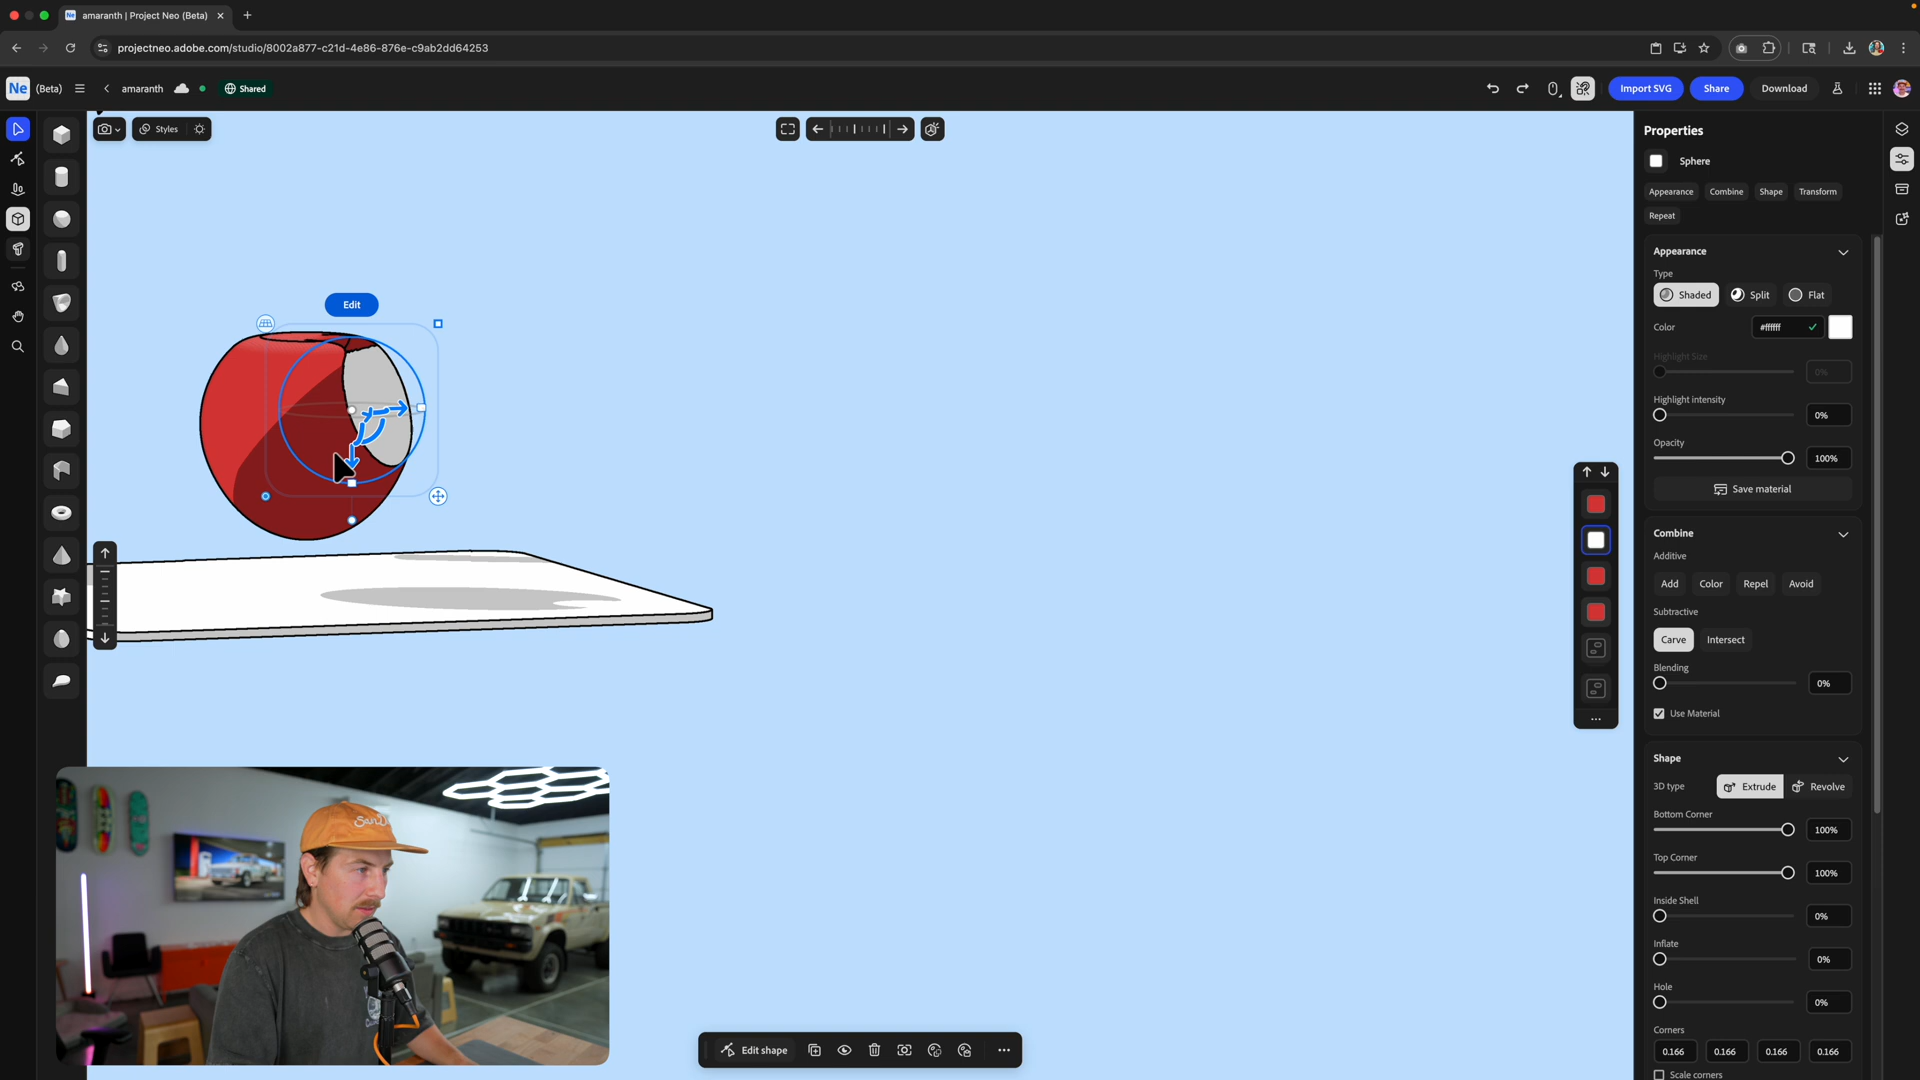 amaranth | Project Neo (Beta)
projectneo.adobe.com/studio/8002a877-c21d-4e86-876e-c9ab2dd64253
Ne (Beta) amaranth Shared
Import SVG Share Download
Styles
Edit
Properties
Sphere
Appearance Combine Shape Transform
Repeat
Appearance
Type
Shaded Split Flat
Color #ffffff
Highlight Size 0%
Highlight intensity
0%
Opacity
100%
Save material
Combine
Additive
Add Color Repel Avoid
Subtractive
Carve Intersect
Blending
0%
Use Material
Shape
3D type Extrude Revolve
Bottom Corner
100%
Top Corner
100%
Inside Shell
0%
Inflate
0%
Hole
0%
Corners
0.166 0.166 0.166 0.166
Scale corners
Edit shape